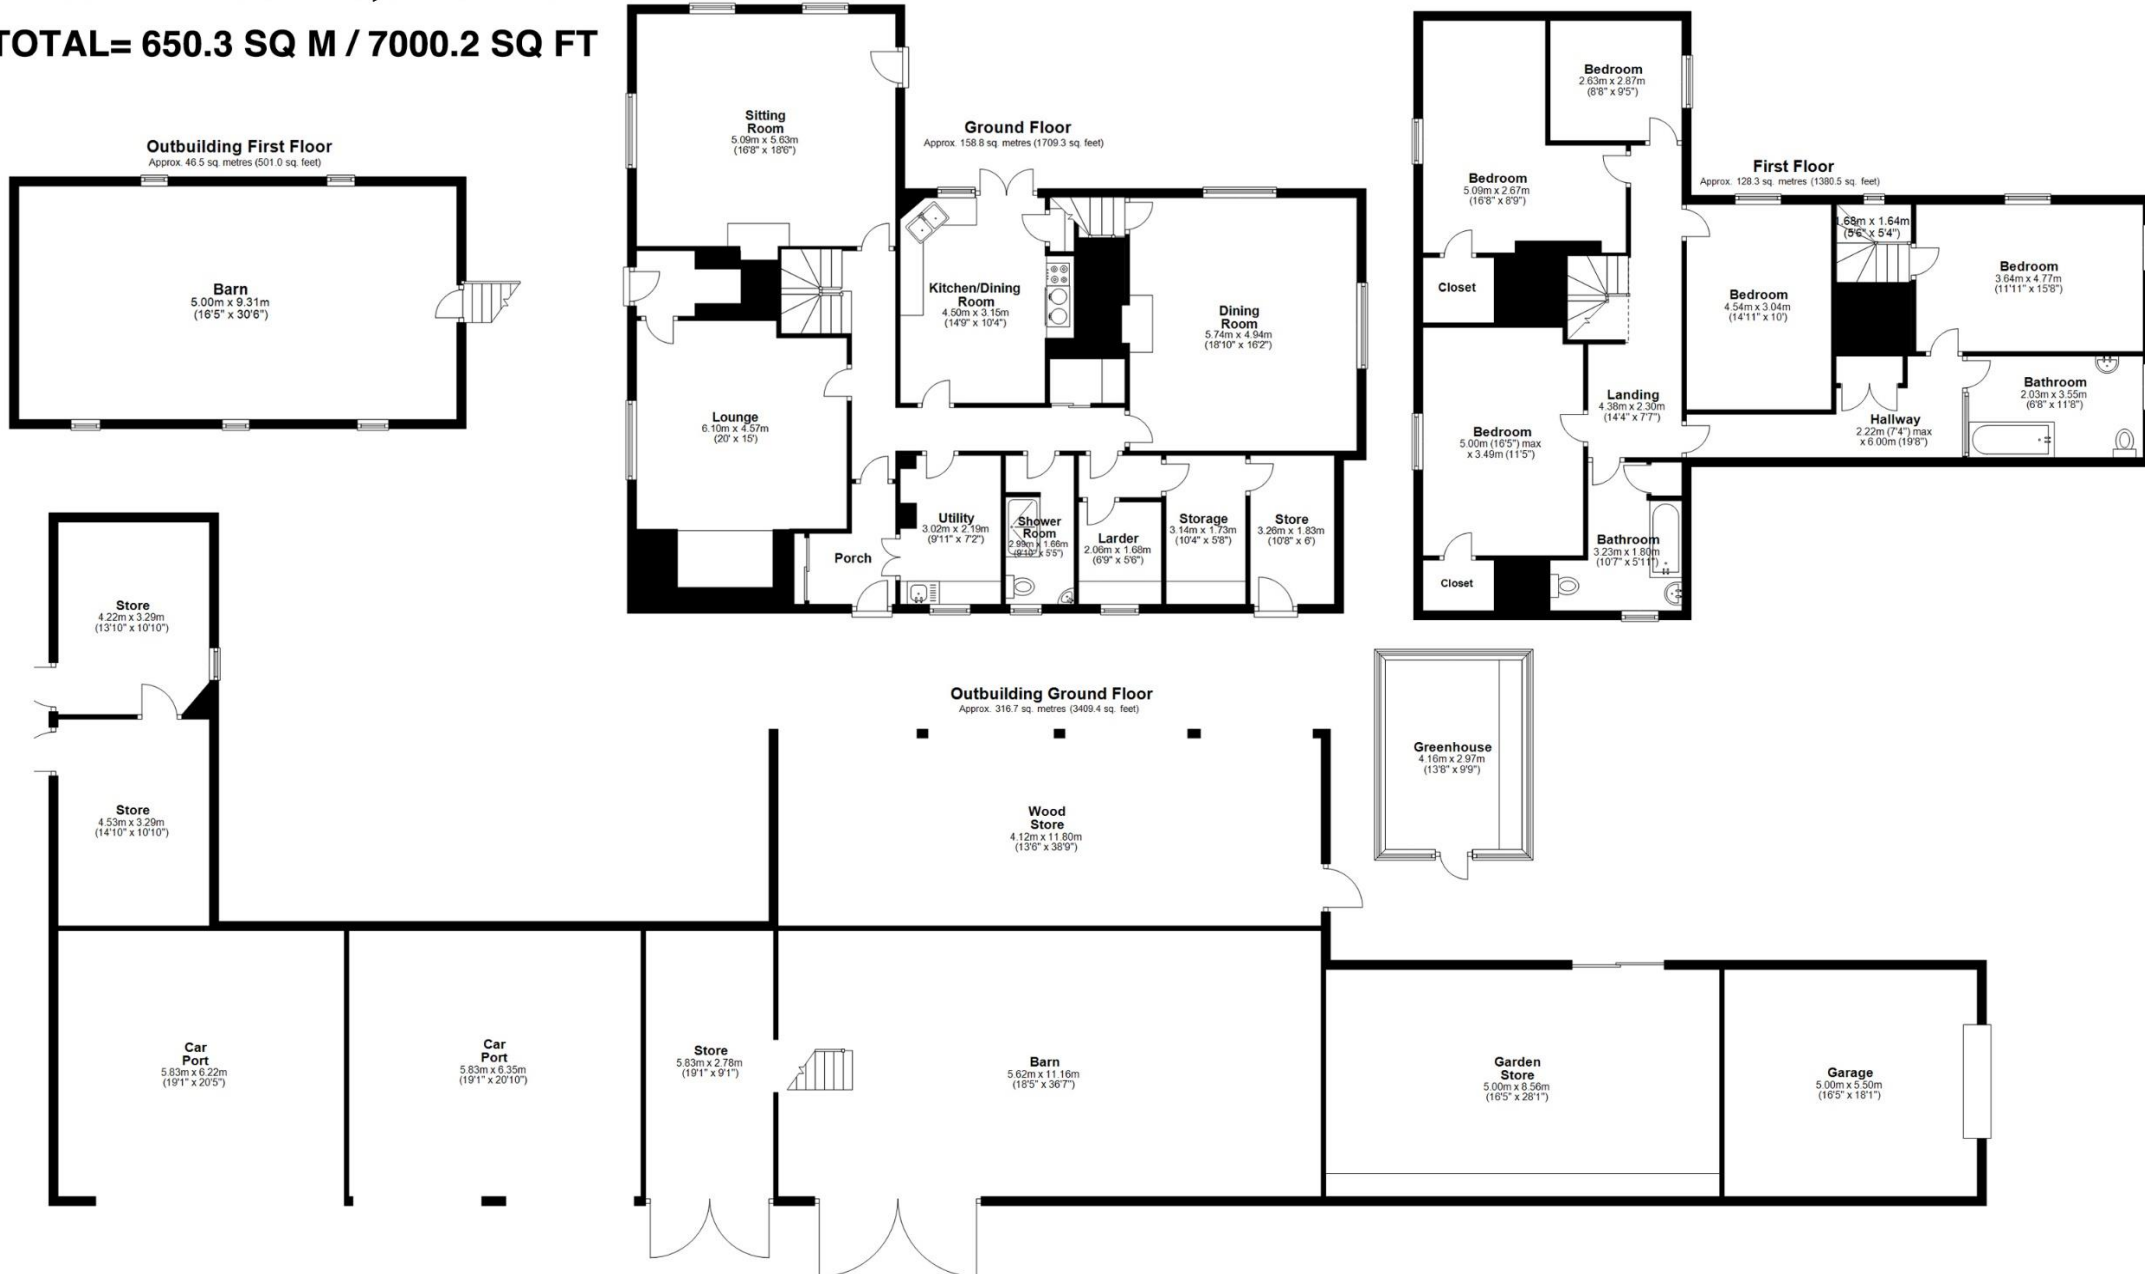 TOTAL= 650.3 SQ M / 7000.2 SQ FT
Outbuilding First Floor
Approx. 46.5 sq. metres (501.0 sq. feet)
Barn
5.00m x 9.31m
(16'5" x 30'6")
Ground Floor
Approx. 158.8 sq. metres (1709.3 sq. feet)
Sitting
Room
5.09m x 5.63m
(16'8" x 18'6")
Kitchen/Dining
Room
4.50m x 3.15m
(14'9" x 10'4")
Dining
Room
5.74m x 4.94m
(18'10" x 16'2")
Lounge
6.10m x 4.57m
(20' x 15')
Porch
Utility
3.02m x 2.19m
(9'11" x 7'2")
Shower
Room
2.99m x 1.66m
(9'10" x 5'5")
Larder
2.06m x 1.68m
(6'9" x 5'6")
Storage
3.14m x 1.73m
(10'4" x 5'8")
Store
3.26m x 1.83m
(10'8" x 6')
First Floor
Approx. 128.3 sq. metres (1380.5 sq. feet)
Bedroom
2.63m x 2.87m
(8'8" x 9'5")
Bedroom
5.09m x 2.67m
(16'8" x 8'9")
Closet
Bedroom
4.54m x 3.04m
(14'11" x 10')
1.68m x 1.64m
(5'6" x 5'4")
Bedroom
3.64m x 4.77m
(11'11" x 15'8")
Bathroom
2.03m x 3.55m
(6'8" x 11'8")
Landing
4.38m x 2.30m
(14'4" x 7'7")
Hallway
2.22m (7'4") max
x 6.00m (19'8")
Bedroom
5.00m (16'5") max
x 3.49m (11'5")
Bathroom
3.23m x 1.80m
(10'7" x 5'11")
Closet
Outbuilding Ground Floor
Approx. 316.7 sq. metres (3409.4 sq. feet)
Store
4.22m x 3.29m
(13'10" x 10'10")
Store
4.53m x 3.29m
(14'10" x 10'10")
Wood
Store
4.12m x 11.80m
(13'6" x 38'9")
Greenhouse
4.16m x 2.97m
(13'8" x 9'9")
Car
Port
5.83m x 6.22m
(19'1" x 20'5")
Car
Port
5.83m x 6.35m
(19'1" x 20'10")
Store
5.83m x 2.78m
(19'1" x 9'1")
Barn
5.62m x 11.16m
(18'5" x 36'7")
Garden
Store
5.00m x 8.56m
(16'5" x 28'1")
Garage
5.00m x 5.50m
(16'5" x 18'1")